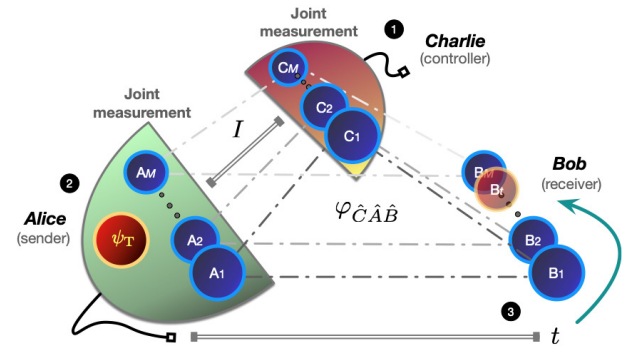 Joint
measurement
1
Charlie
(controller)
CM
C2
C1
I
Joint
measurement
2
Alice
(sender)
AM
A2
A1
ψT
φĈÂB̂
BM
Bf
B2
B1
Bob
(receiver)
3
t